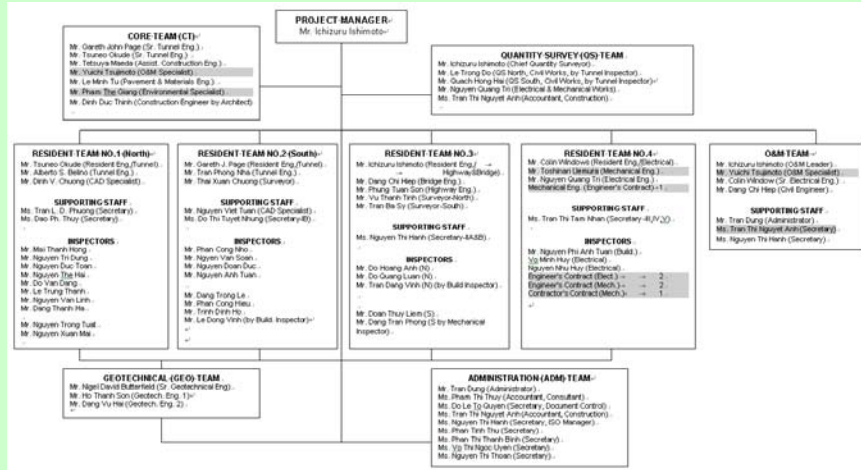 PROJECT MANAGER
Mr. Ichizuru Ishimoto
CORE TEAM (CT)
Mr. Gareth John Page (Sr. Tunnel Eng.)
Mr. Tsuneo Okude (Sr. Tunnel Eng.)
Mr. Tetsuya Maeda (Assist. Construction Eng.)
Mr. Yuichi Tsujimoto (O&M Specialist)
Mr. Le Minh Tu (Pavement & Materials Eng.)
Mr. Pham The Giang (Environmental Specialist)
Mr. Dinh Duc Thinh (Construction Engineer by Architect)
QUANTITY SURVEY (QS) TEAM
Mr. Ichizuru Ishimoto (Chief Quantity Surveyor)
Mr. Le Trong Do (QS North, Civil Works, by Tunnel Inspector)
Mr. Quach Hong Hai (QS South, Civil Works, by Tunnel Inspector)
Mr. Nguyen Quang Tri (Electrical & Mechanical Works)
Ms. Tran Thi Nguyet Anh (Accountant, Construction)
RESIDENT TEAM NO.1 (North)
Mr. Tsuneo Okude (Resident Eng./Tunnel)
Mr. Alberto S. Belino (Tunnel Eng.)
Mr. Dinh V. Chuong (CAD Specialist)
SUPPORTING STAFF
Ms. Tran L. D. Phuong (Secretary)
Ms. Dao Ph. Thuy (Secretary)
INSPECTORS
Mr. Mai Thanh Hong
Mr. Nguyen Tri Dung
Mr. Nguyen Duc Toan
Mr. Nguyen The Hai
Mr. Do Van Dang
Mr. Le Trung Thanh
Mr. Nguyen Van Linh
Mr. Dang Thanh Ha
Mr. Nguyen Trong Tuat
Mr. Nguyen Xuan Mai
RESIDENT TEAM NO.2 (South)
Mr. Gareth J. Page (Resident Eng./Tunnel)
Mr. Tran Phong Nha (Tunnel Eng.)
Mr. Thai Xuan Chuong (Surveyor)
SUPPORTING STAFF
Mr. Nguyen Viet Tuan (CAD Specialist)
Ms. Do Thi Tuyet Nhung (Secretary-IB)
INSPECTORS
Mr. Phan Cong Nho
Mr. Ngyen Van Soan
Mr. Nguyen Doan Duc
Mr. Nguyen Anh Tuan
Mr. Dang Trong Le
Mr. Phan Cong Hieu
Mr. Trinh Dinh Ho
Mr. Le Dong Vinh (by Build. Inspector)
RESIDENT TEAM NO.3
Mr. Ichizuru Ishimoto (Resident Eng./ →
→ Highway&Bridge)
Mr. Dang Chi Hiep (Bridge Eng.)
Mr. Phung Tuan Son (Highway Eng.)
Mr. Vu Thanh Tinh (Surveyor-North)
Mr. Tran Ba Sy (Surveyor-South)
SUPPORTING STAFF
Ms. Nguyen Thi Hanh (Secretary-IIA&B)
INSPECTORS
Mr. Do Hoang Anh (N)
Mr. Do Quang Luan (N)
Mr. Tran Dang Vinh (N) (by Build Inspector)
Mr. Doan Thuy Liem (S)
Mr. Dang Tran Phong (S by Mechanical
Inspector)
RESIDENT TEAM NO.4
Mr. Colin Windows (Resident Eng./Electrical)
Mr. Toshinari Uemura (Mechanical Eng.)
Mr. Nguyen Quang Tri (Electrical Eng.)
Mechanical Eng. (Engineer's Contract) - 1
SUPPORTING STAFF
Ms. Tran Thi Tam Nhan (Secretary-III,IV,V)
INSPECTORS
Mr. Nguyen Phi Anh Tuan (Build.)
Vo Minh Huy (Electrical)
Nguyen Nhu Huy (Electrical)
Engineer's Contract (Elect.) - → 2
Engineer's Contract (Mech.) - → 2
Contractor's Contract (Mech.) - → 1
O&M TEAM
Mr. Ichizuru Ishimoto (O&M Leader)
Mr. Yuichi Tsujimoto (O&M Specialist)
Mr. Colin Window (Sr. Electrical Eng.)
Mr. Dang Chi Hiep (Civil Engineer)
SUPPORTING STAFF
Mr. Tran Dung (Administrator)
Ms. Tran Thi Nguyet Anh (Secretary)
Ms. Nguyen Thi Hanh (Secretary)
GEOTECHNICAL (GEO) TEAM
Mr. Nigel David Butterfield (Sr. Geotechnical Eng)
Mr. Ho Thanh Son (Geotech. Eng. 1)
Mr. Dang Vu Hai (Geotech. Eng. 2)
ADMINISTRATION (ADM) TEAM
Mr. Tran Dung (Administrator)
Ms. Pham Thi Thuy (Accountant, Consultant)
Ms. Do Le To Quyen (Secretary, Document Control)
Ms. Tran Thi Nguyet Anh (Accountant, Construction)
Ms. Nguyen Thi Hanh (Secretary, ISO Manager)
Ms. Phan Tinh Thu (Secretary)
Ms. Phan Thi Thanh Binh (Secretary)
Ms. Vo Thi Ngoc Uyen (Secretary)
Ms. Nguyen Thi Thoan (Secretary)